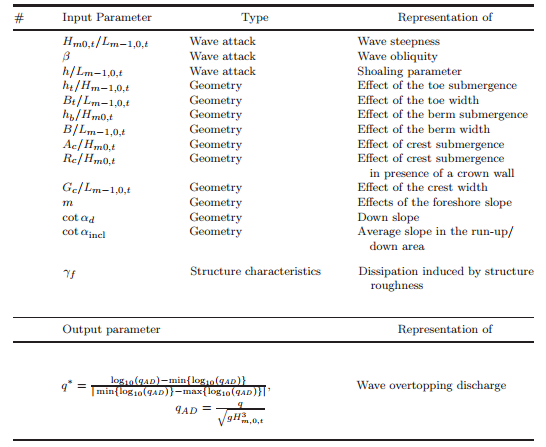 # Input Parameter Type Representation of
H_{m0,t}/L_{m−1,0,t} Wave attack Wave steepness
β Wave attack Wave obliquity
h/L_{m−1,0,t} Wave attack Shoaling parameter
h_t/H_{m−1,0,t} Geometry Effect of the toe submergence
B_t/L_{m−1,0,t} Geometry Effect of the toe width
h_b/H_{m0,t} Geometry Effect of the berm submergence
B/L_{m−1,0,t} Geometry Effect of the berm width
A_c/H_{m0,t} Geometry Effect of crest submergence
R_c/H_{m0,t} Geometry Effect of crest submergence
in presence of a crown wall
G_c/L_{m−1,0,t} Geometry Effect of the crest width
m Geometry Effects of the foreshore slope
cot α_d Geometry Down slope
cot α_{incl} Geometry Average slope in the run-up/
down area
γ_f Structure characteristics Dissipation induced by structure
roughness
Output parameter Representation of
q* = \frac{log_{10}(q_{AD})−min{log_{10}(q_{AD})}}{|min{log_{10}(q_{AD})}−max{log_{10}(q_{AD})}|}, Wave overtopping discharge
q_{AD} = \frac{q}{\sqrt{gH^3_{m,0,t}}}